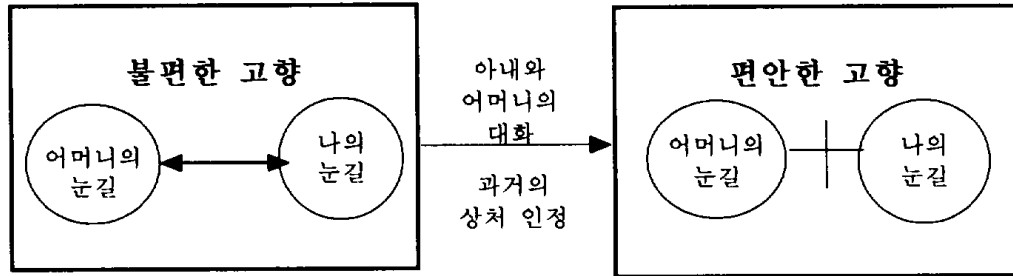 불편한 고향
어머니의
눈길
나의
눈길
아내와
어머니의
대화
과거의
상처 인정
편안한 고향
어머니의
눈길
나의
눈길